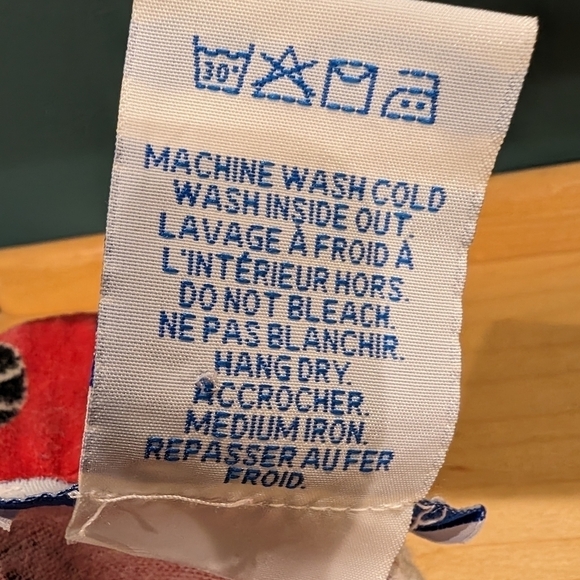 30°
MACHINE WASH COLD
WASH INSIDE OUT.
LAVAGE À FROID À
L'INTÉRIEUR HORS.
DO NOT BLEACH.
NE PAS BLANCHIR.
HANG DRY.
ACCROCHER.
MEDIUM IRON.
REPASSER AU FER
FROID.